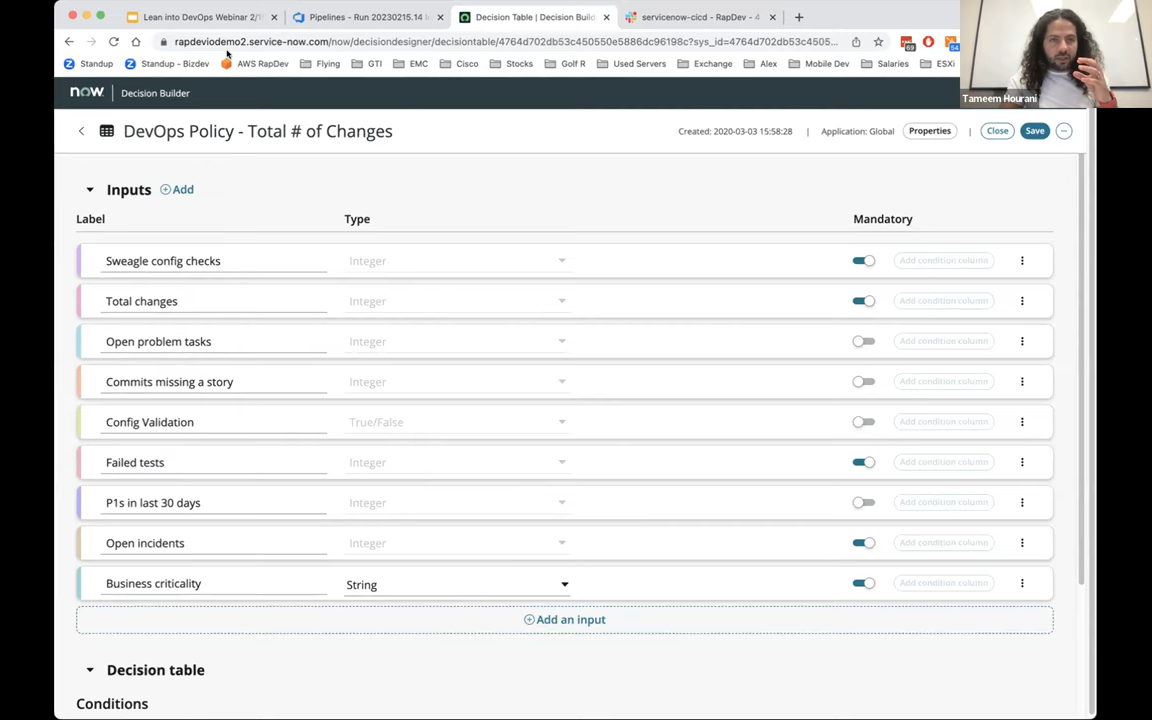 Lean into DevOps Webinar 2/1
Pipelines - Run 20230215.14
Decision Table | Decision Buil
servicenow-cicd - RapDev - 4
rapdeviodemo2.service-now.com/now/decisiondesigner/decisiontable/4764d702db53c450550e5886dc96198c?sys_id=4764d702db53c450550e5886dc96198c04...
69
84
Standup
Standup - Bizdev
AWS RapDev
Flying
GTI
EMC
Cisco
Stocks
Golf R
Used Servers
Exchange
Alex
Mobile Dev
Salaries
ESXi
Tameem Hourani
now. Decision Builder
DevOps Policy - Total # of Changes
Created: 2020-03-03 15:58:28 | Application: Global Properties | Close Save
Inputs Add
Label Type Mandatory
Sweagle config checks Integer Add condition column
Total changes Integer Add condition column
Open problem tasks Integer Add condition column
Commits missing a story Integer Add condition column
Config Validation True/False Add condition column
Failed tests Integer Add condition column
P1s in last 30 days Integer Add condition column
Open incidents Integer Add condition column
Business criticality String Add condition column
Add an input
Decision table
Conditions